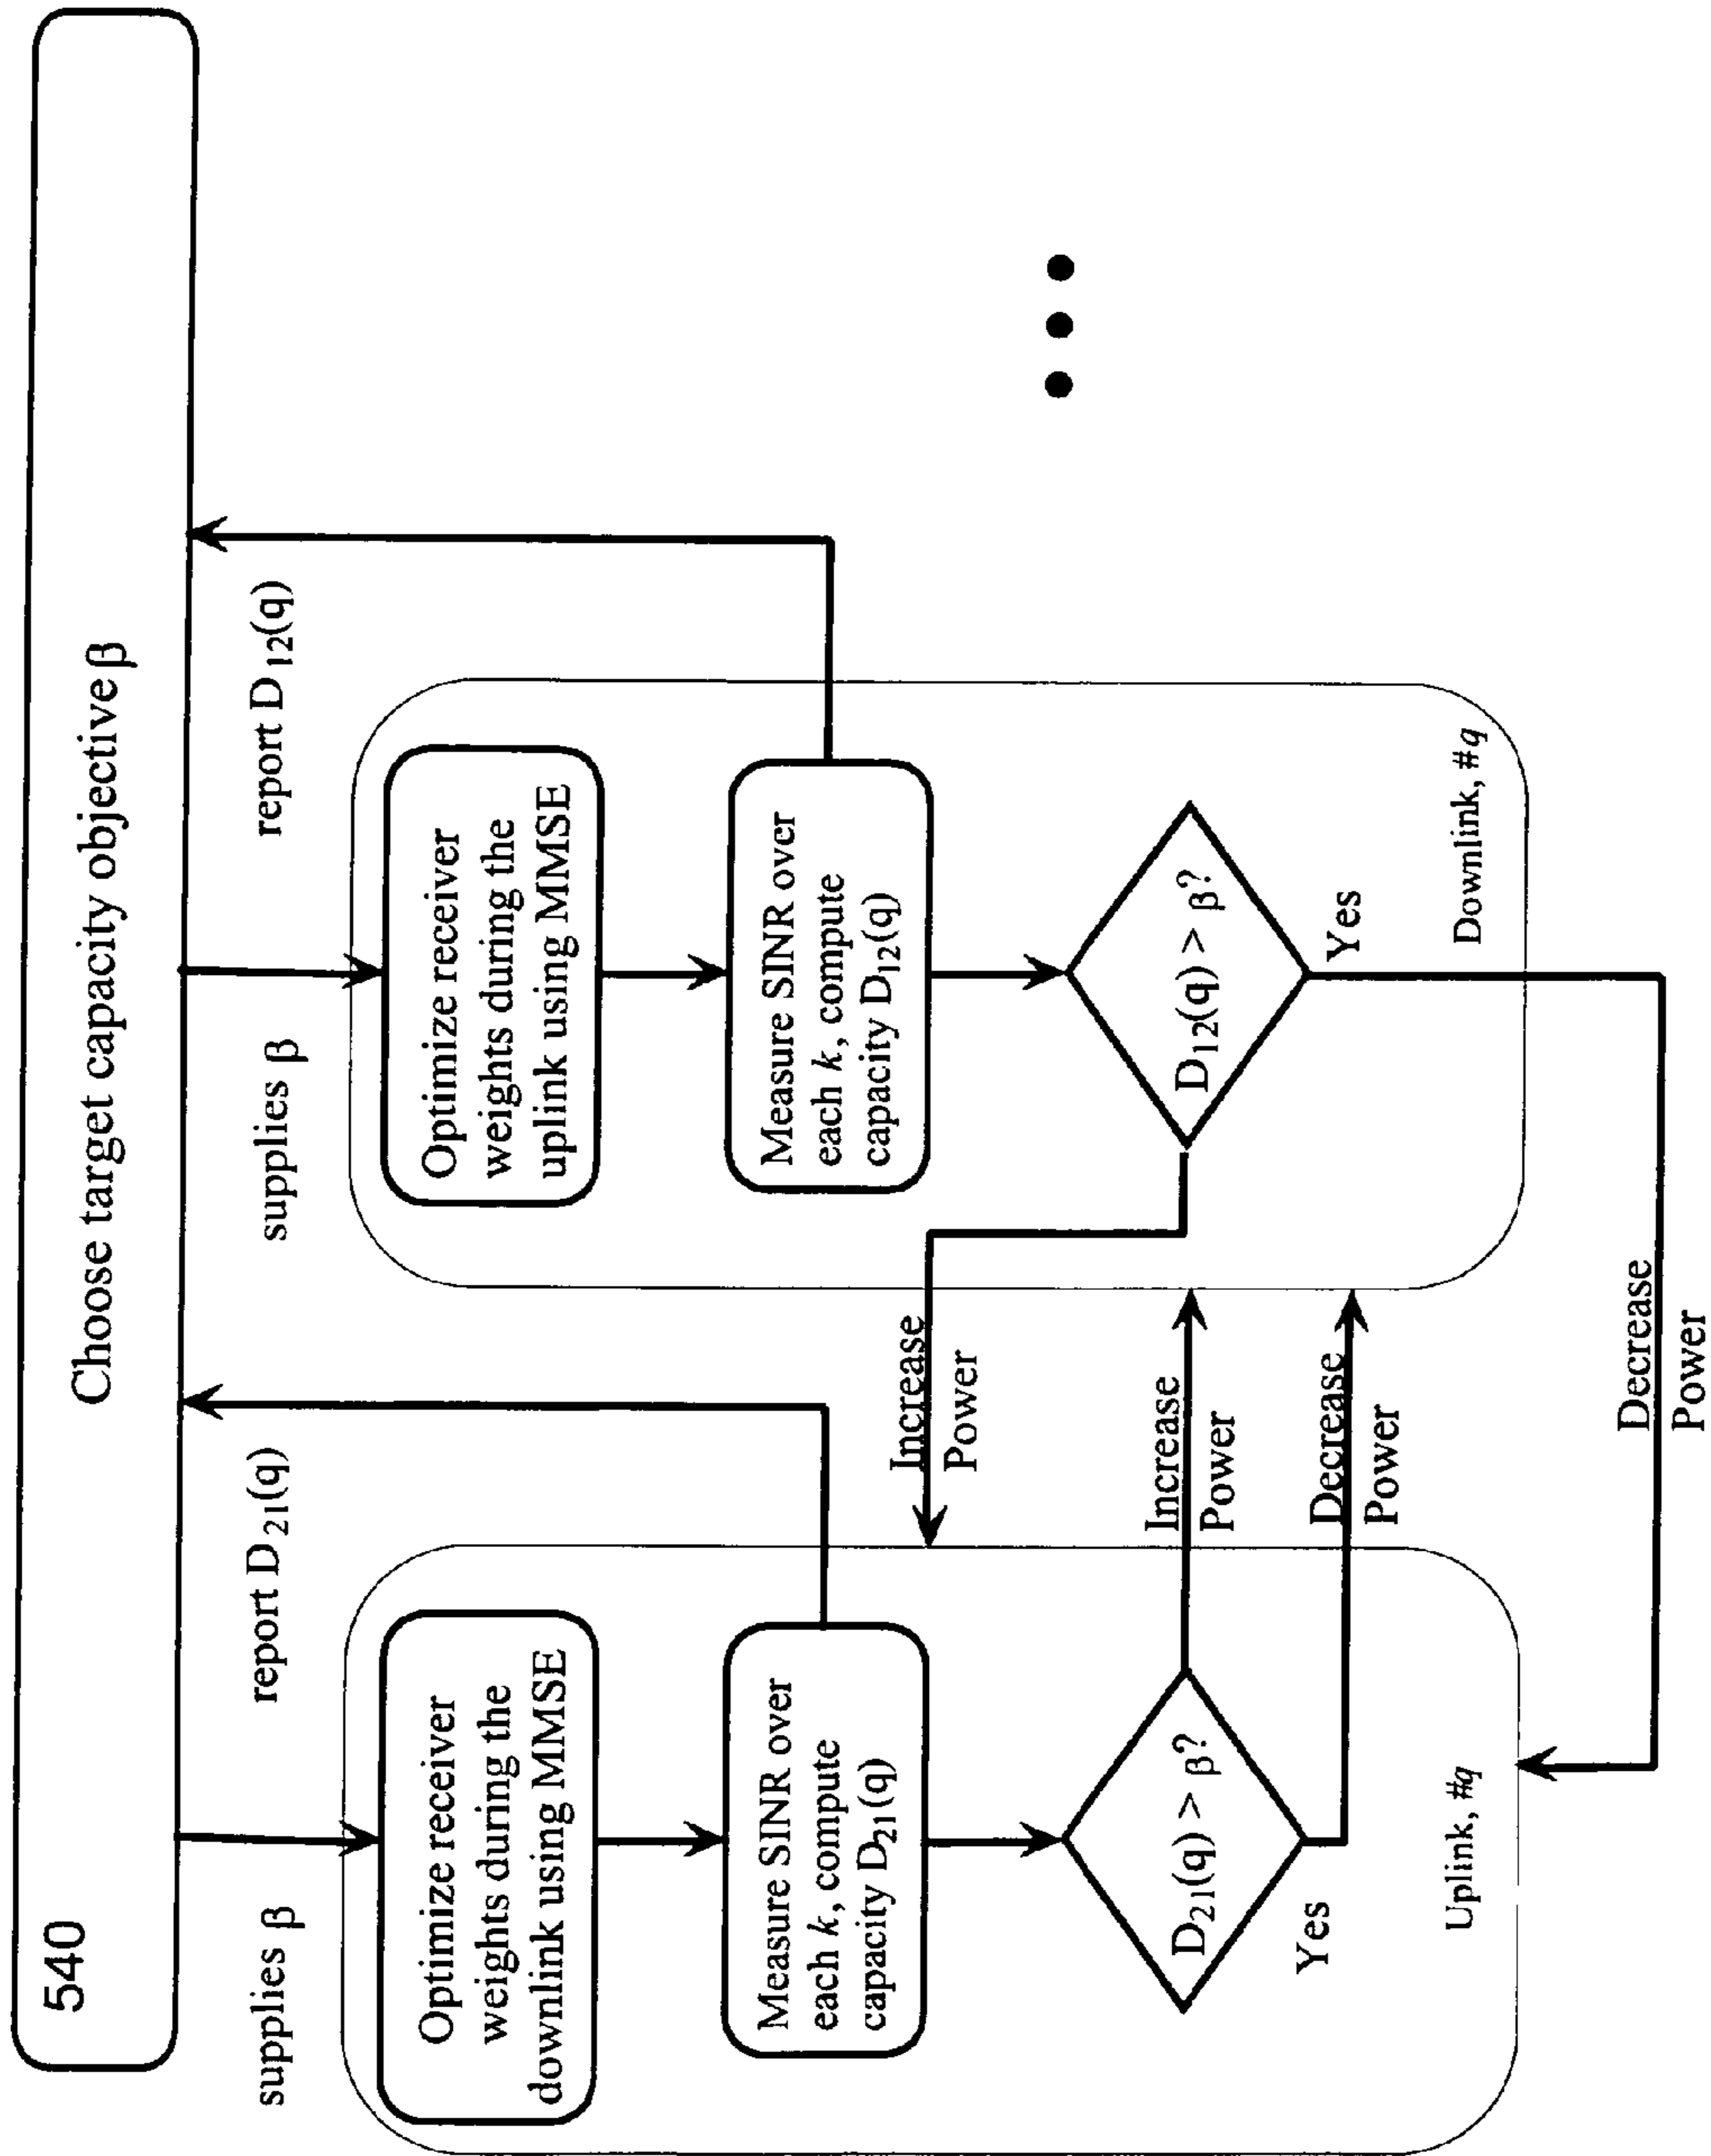 540
Choose target capacity objective β
supplies β
report D21(q)
supplies β
report D12(q)
Optimize receiver
weights during the
downlink using MMSE
Measure SINR over
each k, compute
capacity D21(q)
D21(q) > β?
Yes
Uplink, #q
Increase
Power
Increase
Power
Decrease
Power
Optimize receiver
weights during the
uplink using MMSE
Measure SINR over
each k, compute
capacity D12(q)
D12(q) > β?
Yes
Downlink, #q
Decrease
Power